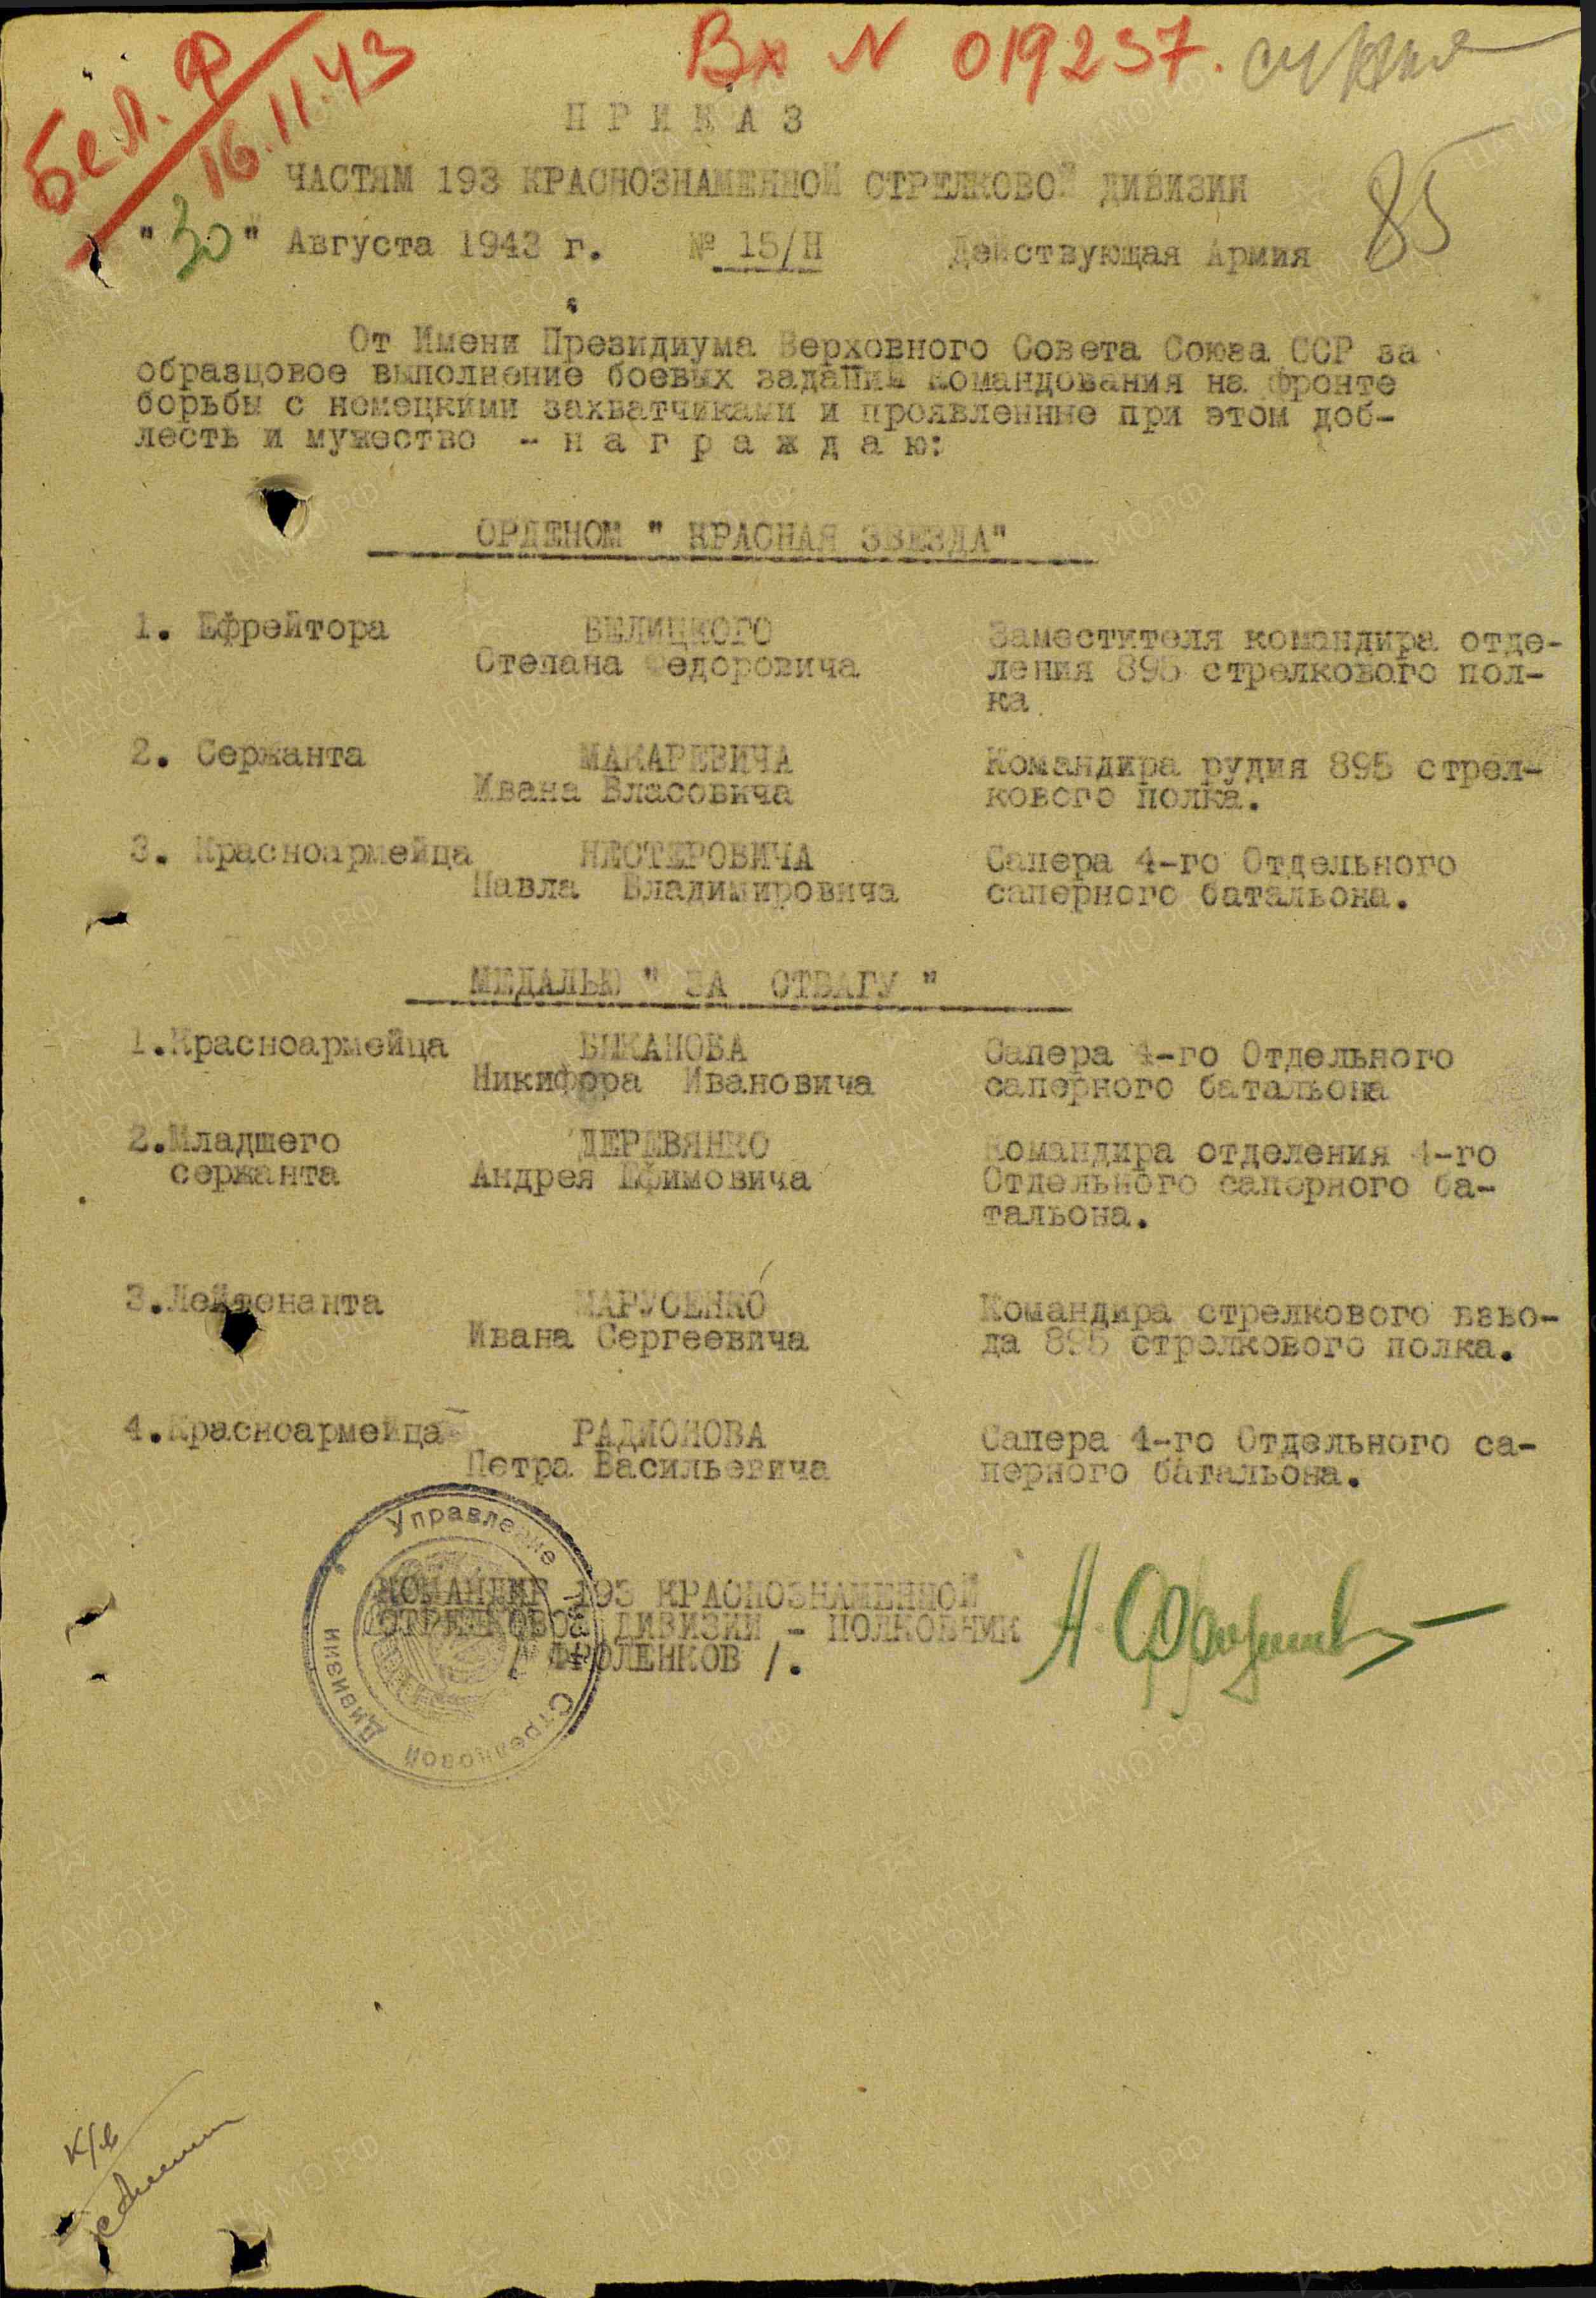 Бел. Ф
16.11.43
Вх N 019237.
85
П Р И К А З
ЧАСТЯМ 193 КРАСНОЗНАМЕННОЙ СТРЕЛКОВОЙ ДИВИЗИИ
"30" Августа 1943 г. № 15/Н Действующая Армия
От Имени Президиума Верховного Совета Союза ССР за
образцовое выполнение боевых заданий командования на фронте
борьбы с немецкими захватчиками и проявленные при этом доб-
лесть и мужество - н а г р а ж д а ю:
ОРДЕНОМ " КРАСНАЯ ЗВЕЗДА"
1. Ефрейтора ВЕЛИЦКОГО Заместителя командира отде-
Степана Федоровича ления 895 стрелкового пол-
ка
2. Сержанта МАКАРЕВИЧА Командира рудия 895 стрел-
Ивана Власовича кового полка.
3. Красноармейца НЕСТЕРОВИЧА Сапера 4-го Отдельного
Павла Владимировича саперного батальона.
МЕДАЛЬЮ " ЗА ОТВАГУ "
1.Красноармейца БИКАНОВА Сапера 4-го Отдельного
Никифора Ивановича саперного батальона
2.Младшего ДЕРЕВЯНКО Командира отделения 4-го
сержанта Андрея Ефимовича Отдельного саперного ба-
тальона.
3.Лейтенанта МАРУСЕНКО Командира стрелкового взво-
Ивана Сергеевича да 895 стрелкового полка.
4.Красноармейца РАДИОНОВА Сапера 4-го Отдельного са-
Петра Васильевича перного батальона.
КОМАНДИР 193 КРАСНОЗНАМЕННОЙ
СТРЕЛКОВОЙ ДИВИЗИИ - ПОЛКОВНИК
/ ФРОЛЕНКОВ /.
Управление
Стрелковой
Дивизии
к/в